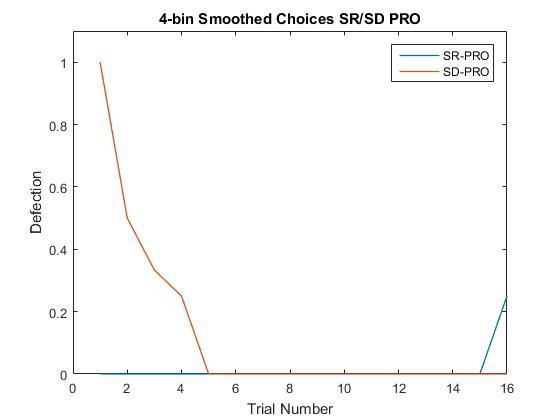 4-bin Smoothed Choices SR/SD PRO
SR-PRO
SD-PRO
1
0.8
0.6
0.4
0.2
0
Defection
0 2 4 6 8 10 12 14 16
Trial Number